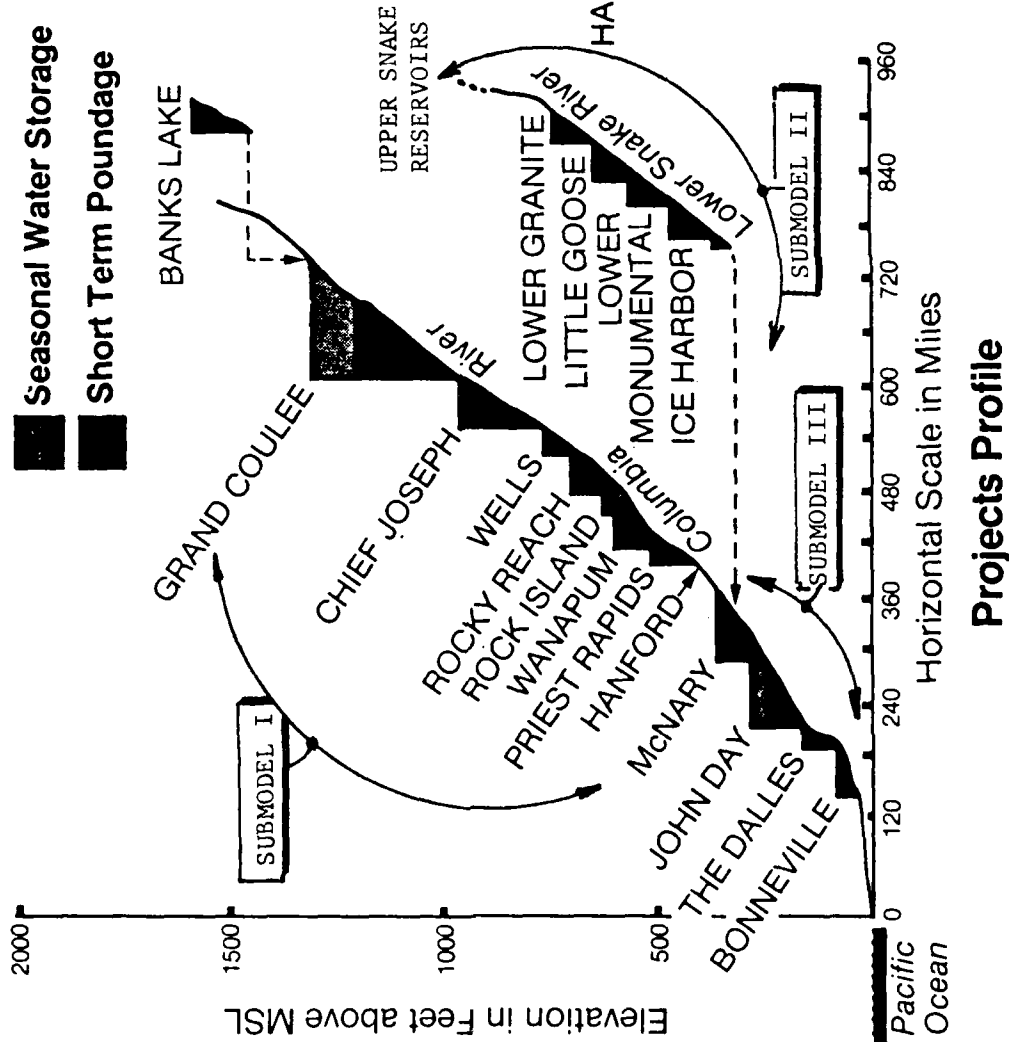 Seasonal Water Storage
Short Term Poundage
BANKS LAKE
UPPER SNAKE
RESERVOIRS
HA
GRAND COULEE
CHIEF JOSEPH
WELLS
ROCKY REACH
ROCK ISLAND
WANAPUM
PRIEST RAPIDS
HANFORD
McNARY
JOHN DAY
THE DALLES
BONNEVILLE
Columbia
River
LOWER GRANITE
LITTLE GOOSE
LOWER
MONUMENTAL
ICE HARBOR
Lower Snake River
SUBMODEL I
SUBMODEL II
SUBMODEL III
Elevation in Feet above MSL
2000
1500
1000
500
0
120
240
360
480
600
720
840
960
Horizontal Scale in Miles
Pacific
Ocean
Projects Profile